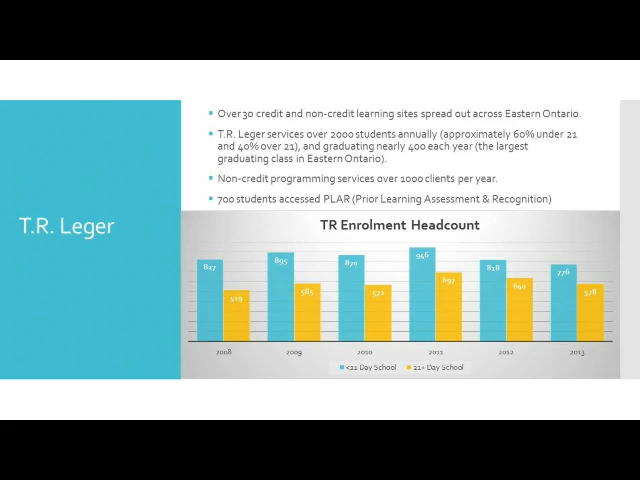 T.R. Leger
Over 30 credit and non-credit learning sites spread out across Eastern Ontario.
T.R. Leger services over 2000 students annually (approximately 60% under 21
and 40% over 21), and graduating nearly 400 each year (the largest
graduating class in Eastern Ontario).
Non-credit programming services over 1000 clients per year.
700 students accessed PLAR (Prior Learning Assessment & Recognition)
TR Enrolment Headcount
827 895 870 946 818 776
519 585 572 697 640 578
2008 2009 2010 2011 2012 2013
<21 Day School 21+ Day School